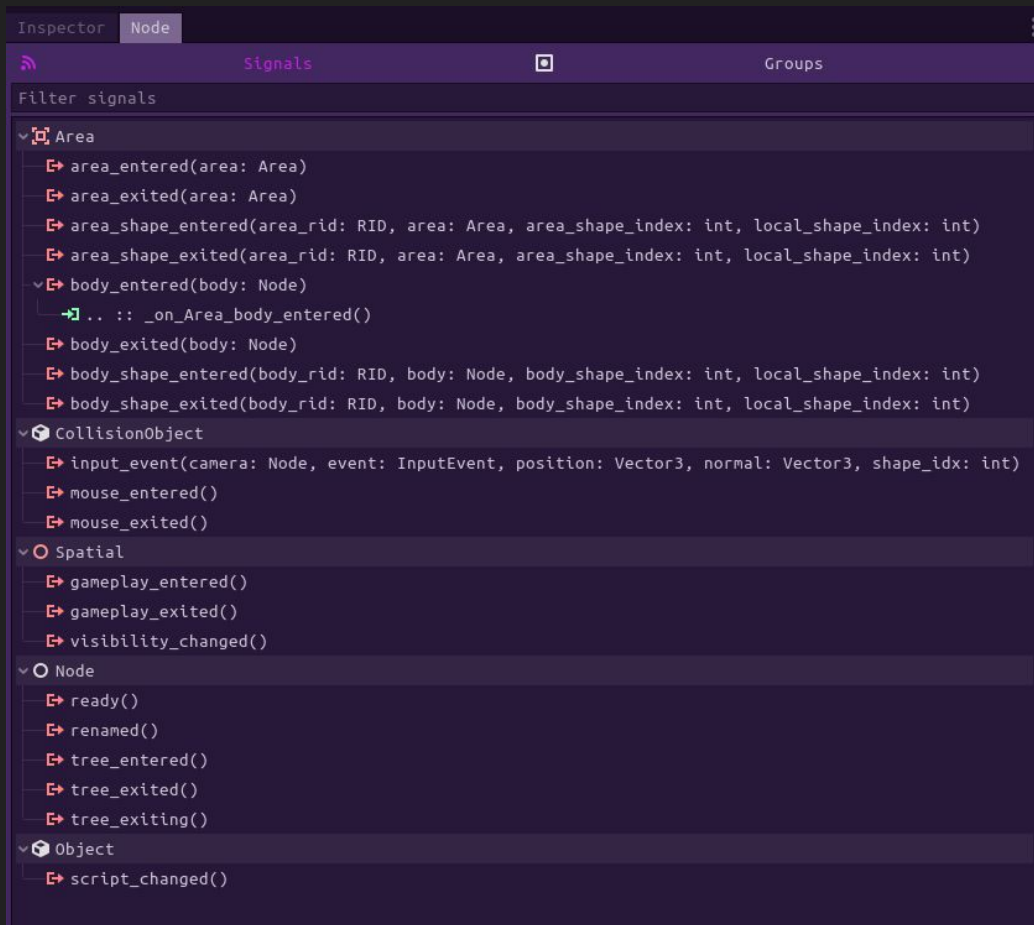 Inspector Node
Signals Groups
Filter signals
Area
area_entered(area: Area)
area_exited(area: Area)
area_shape_entered(area_rid: RID, area: Area, area_shape_index: int, local_shape_index: int)
area_shape_exited(area_rid: RID, area: Area, area_shape_index: int, local_shape_index: int)
body_entered(body: Node)
.. :: _on_Area_body_entered()
body_exited(body: Node)
body_shape_entered(body_rid: RID, body: Node, body_shape_index: int, local_shape_index: int)
body_shape_exited(body_rid: RID, body: Node, body_shape_index: int, local_shape_index: int)
CollisionObject
input_event(camera: Node, event: InputEvent, position: Vector3, normal: Vector3, shape_idx: int)
mouse_entered()
mouse_exited()
Spatial
gameplay_entered()
gameplay_exited()
visibility_changed()
Node
ready()
renamed()
tree_entered()
tree_exited()
tree_exiting()
Object
script_changed()